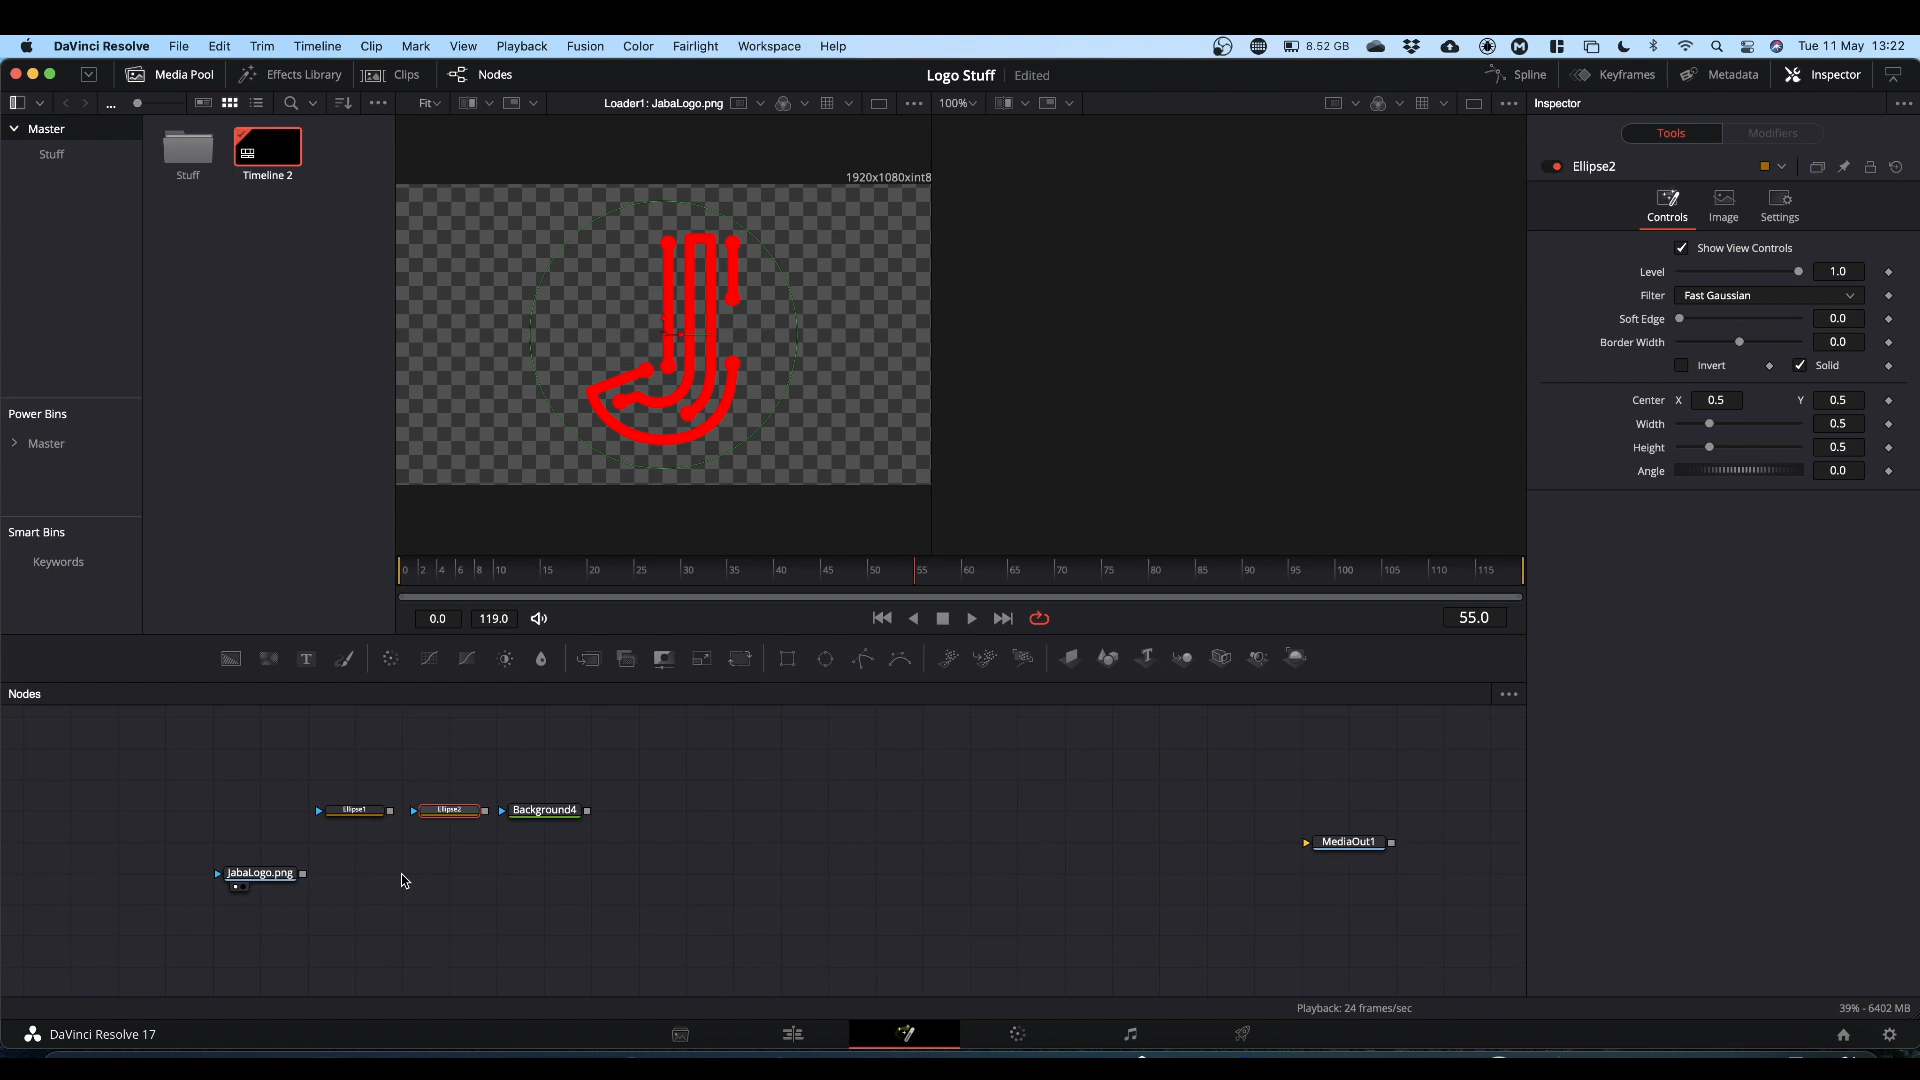 DaVinci Resolve File Edit Trim Timeline Clip Mark View Playback Fusion Color Fairlight Workspace Help 8.52 GB Tue 11 May 13:22
Media Pool Effects Library Clips Nodes Logo Stuff Edited Spline Keyframes Metadata Inspector
... Fit Loader1: JabaLogo.png 100% Inspector
Master
Stuff
Stuff
Timeline 2
Power Bins
Master
Smart Bins
Keywords
1920x1080xint8
0 2 4 6 8 10 15 20 25 30 35 40 45 50 55 60 65 70 75 80 85 90 95 100 105 110 115
0.0 119.0 55.0
T T
Tools Modifiers
Ellipse2
Controls Image Settings
Show View Controls
Level 1.0
Filter Fast Gaussian
Soft Edge 0.0
Border Width 0.0
Invert Solid
Center X 0.5 Y 0.5
Width 0.5
Height 0.5
Angle 0.0
Nodes
Ellipse1 Ellipse2 Background4
MediaOut1
JabaLogo.png
Playback: 24 frames/sec 39% - 6402 MB
DaVinci Resolve 17